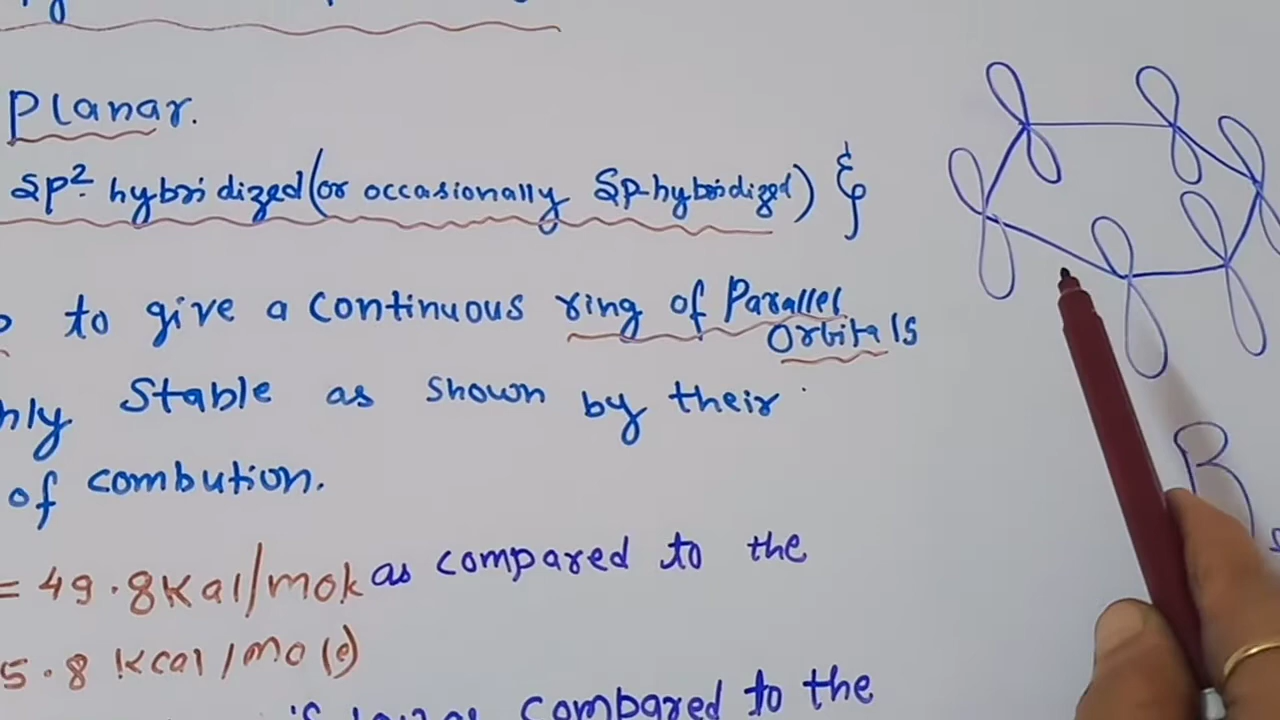 Planar.
Sp² hybridized (or occasionally Sp-hybridized) &
to give a continuous ring of Parallel
Orbitals
Stable as shown by their
of combution.
= 49.8 Kal/mok as compared to the
5.8 Kcal/mole)
compared to the